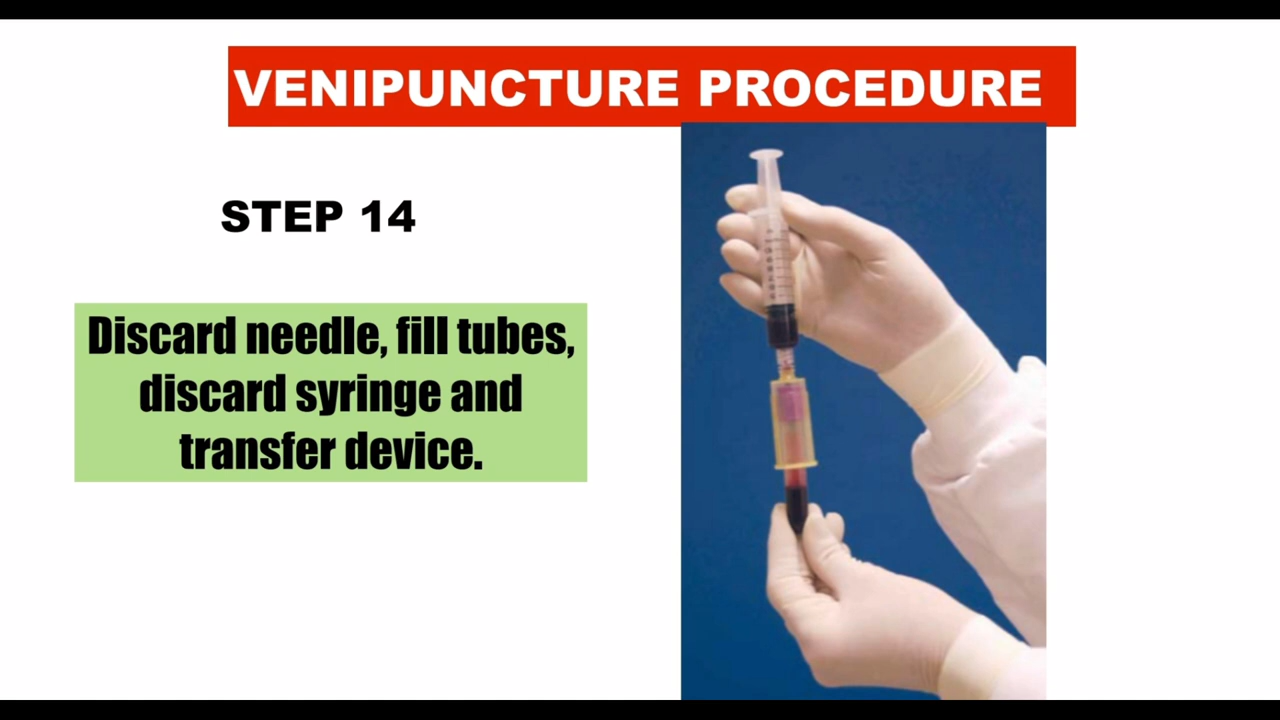 VENIPUNCTURE PROCEDURE
STEP 14
Discard needle, fill tubes,
discard syringe and
transfer device.